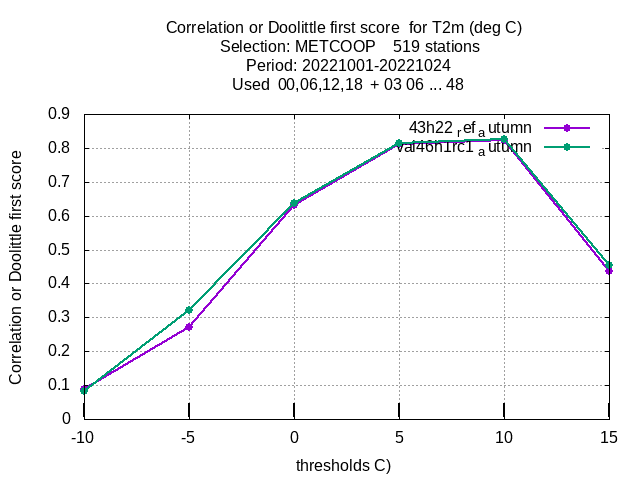 Correlation or Doolittle first score for T2m (deg C)
Selection: METCOOP 519 stations
Period: 20221001-20221024
Used 00,06,12,18 + 03 06 ... 48
Correlation or Doolittle first score
0.9
0.8
0.7
0.6
0.5
0.4
0.3
0.2
0.1
0
43h22 ref autumn
val46h1rc1 autumn
-10 -5 0 5 10 15
thresholds C)